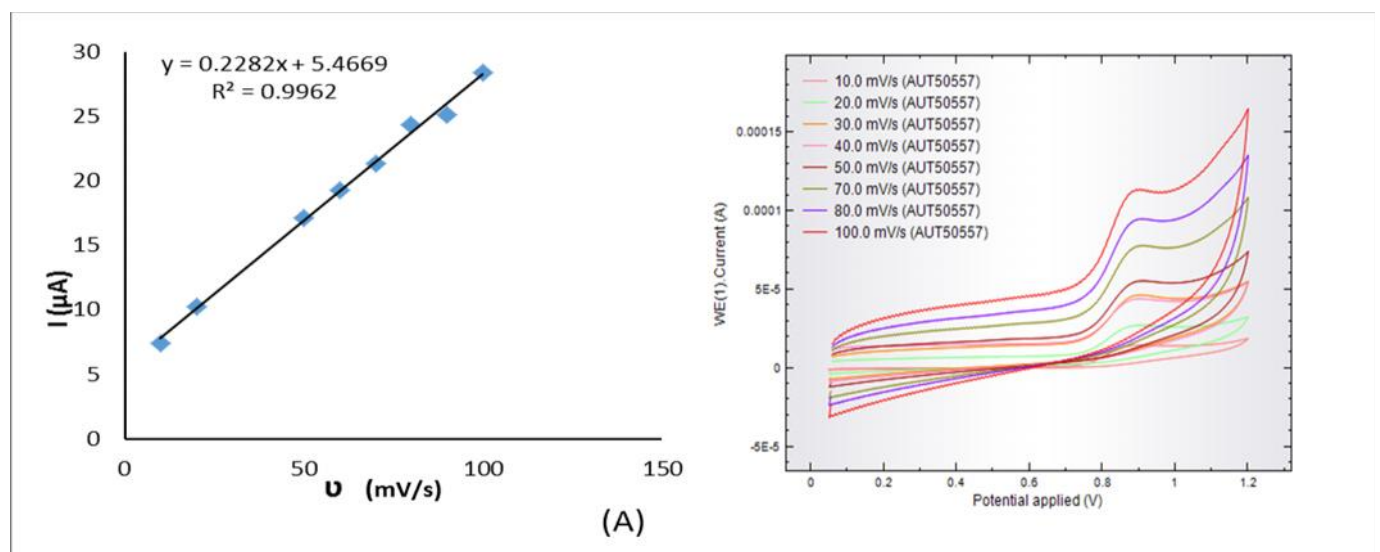 y = 0.2282x + 5.4669
R² = 0.9962
30
25
20
15
10
5
0
I (µA)
0
50
100
150
ʋ (mV/s)
(A)
10.0 mV/s (AUT50557)
20.0 mV/s (AUT50557)
30.0 mV/s (AUT50557)
40.0 mV/s (AUT50557)
50.0 mV/s (AUT50557)
70.0 mV/s (AUT50557)
80.0 mV/s (AUT50557)
100.0 mV/s (AUT50557)
0.00015
0.0001
5E-5
0
-5E-5
WE(1).Current (A)
0
0.2
0.4
0.6
0.8
1
1.2
Potential applied (V)